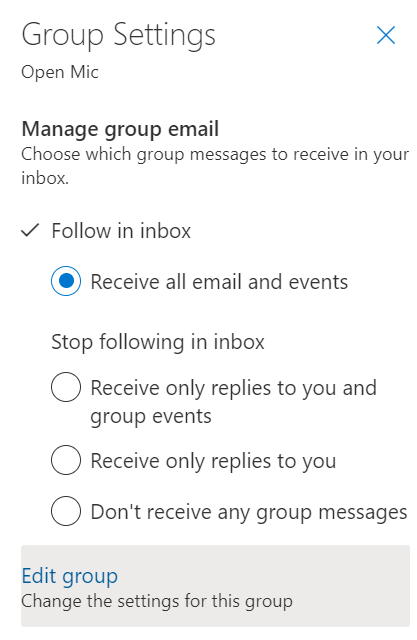 Group Settings
Open Mic
Manage group email
Choose which group messages to receive in your
inbox.
Follow in inbox
Receive all email and events
Stop following in inbox
Receive only replies to you and
group events
Receive only replies to you
Don't receive any group messages
Edit group
Change the settings for this group